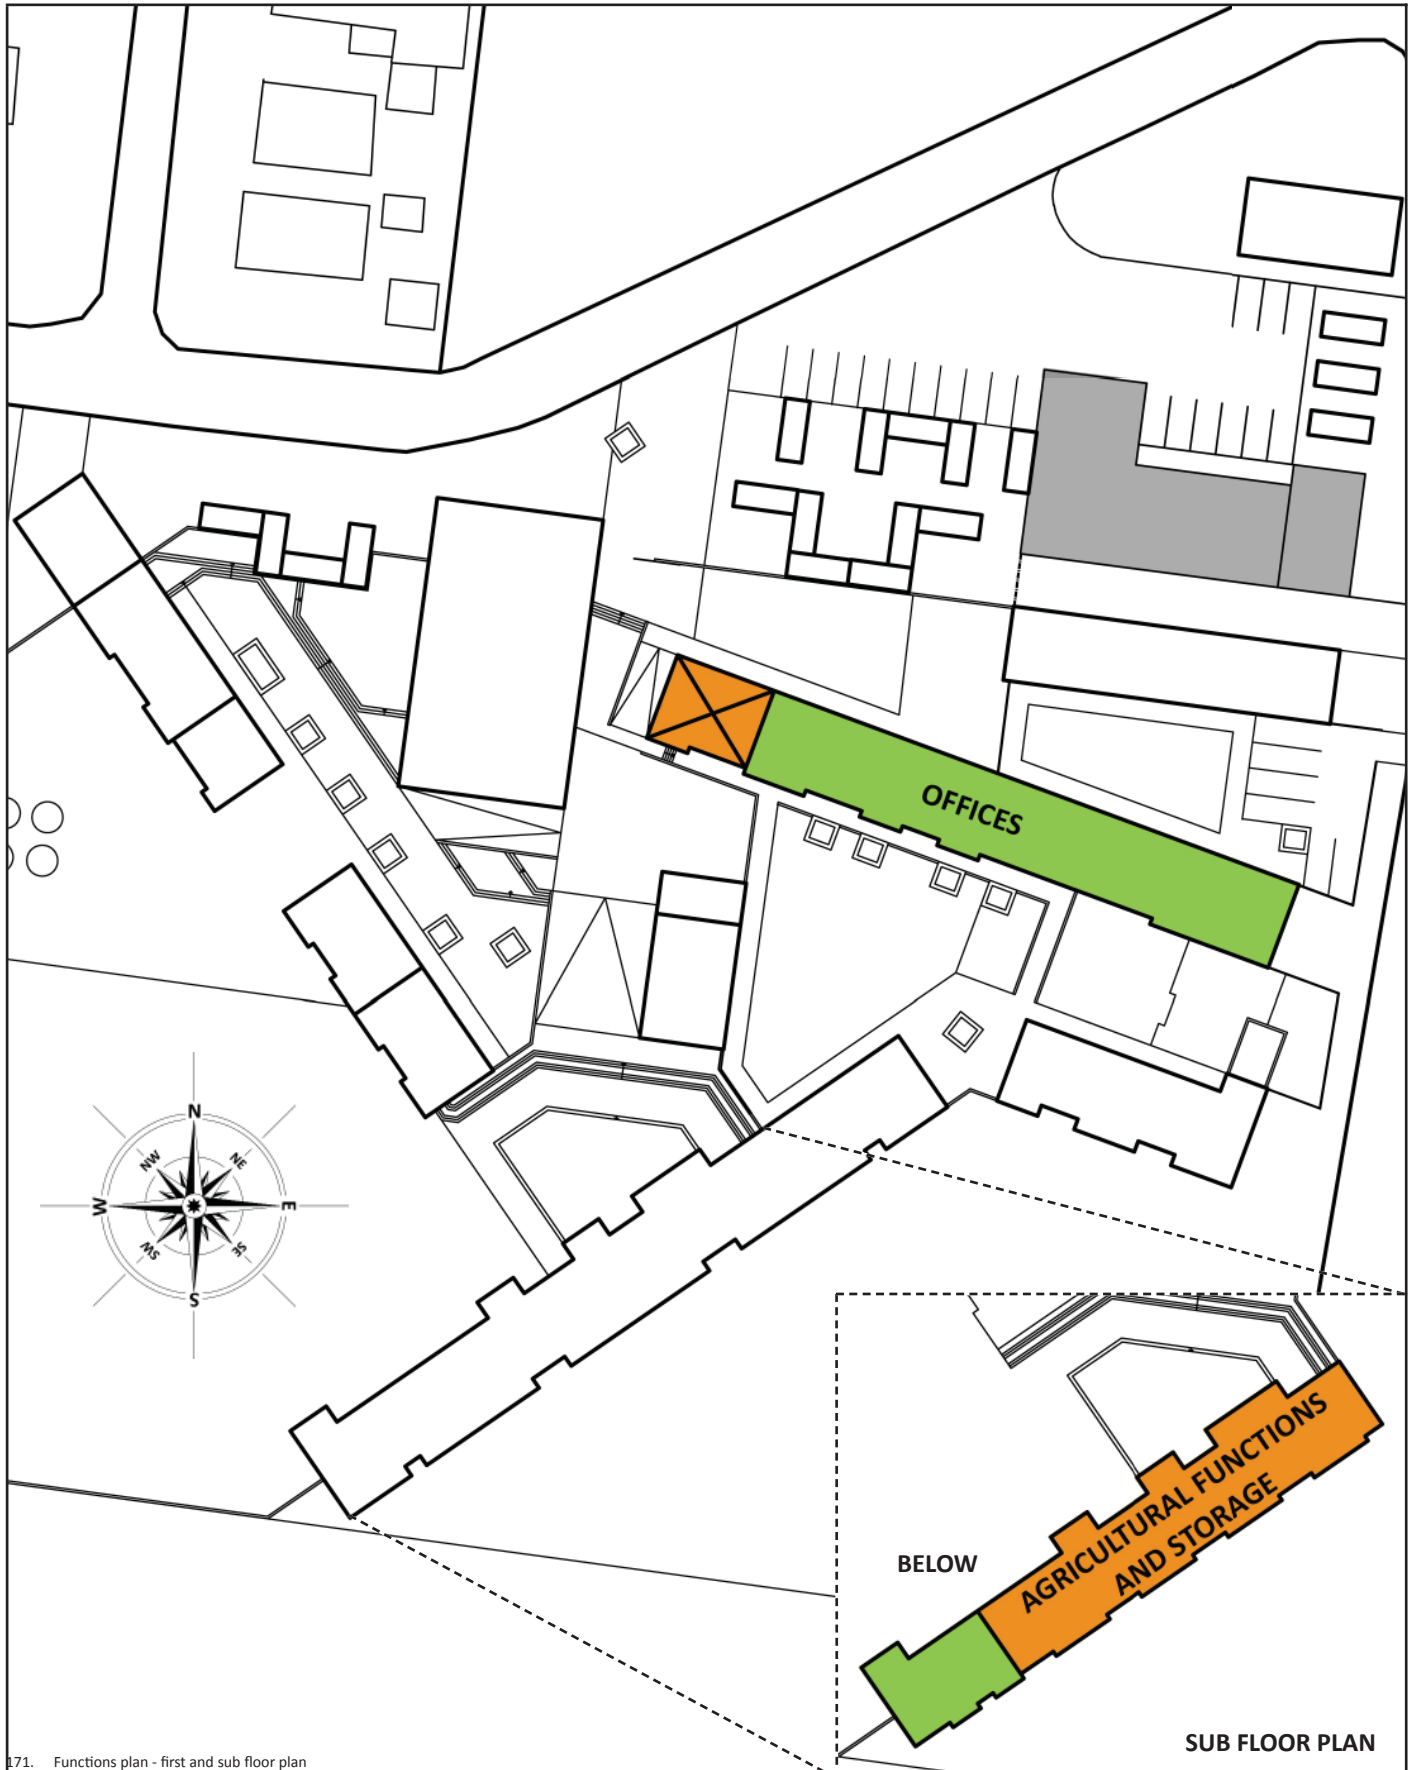 OFFICES
N
NW
NE
W
E
SW
SE
S
AGRICULTURAL FUNCTIONS
AND STORAGE
BELOW
SUB FLOOR PLAN
171. Functions plan - first and sub floor plan